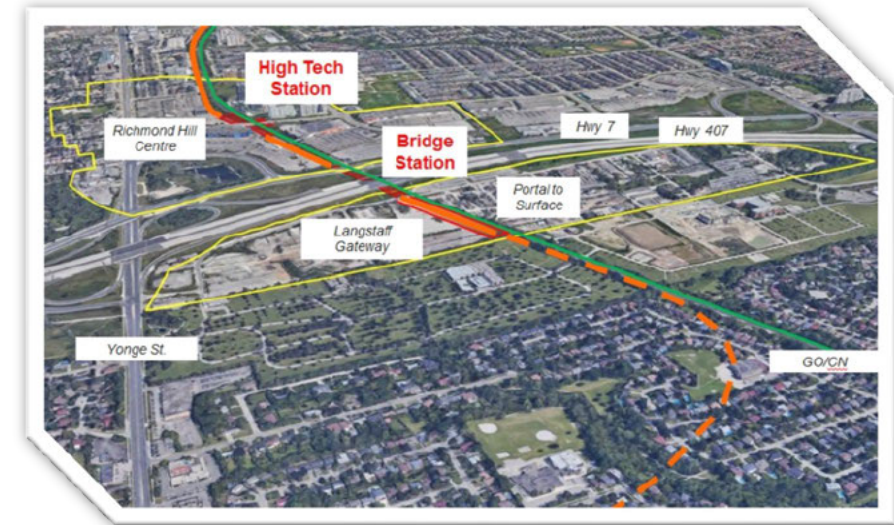 High Tech
Station
Richmond Hill
Centre
Bridge
Station
Hwy 7
Hwy 407
Portal to
Surface
Langstaff
Gateway
Yonge St.
GO/CN